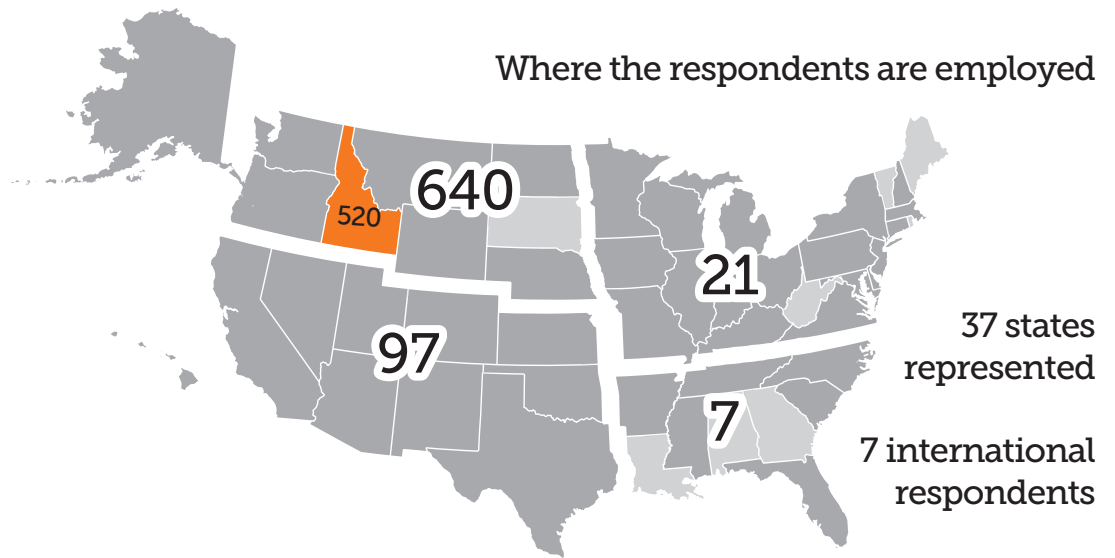 Where the respondents are employed
640
520
21
97
7
37 states
represented
7 international
respondents